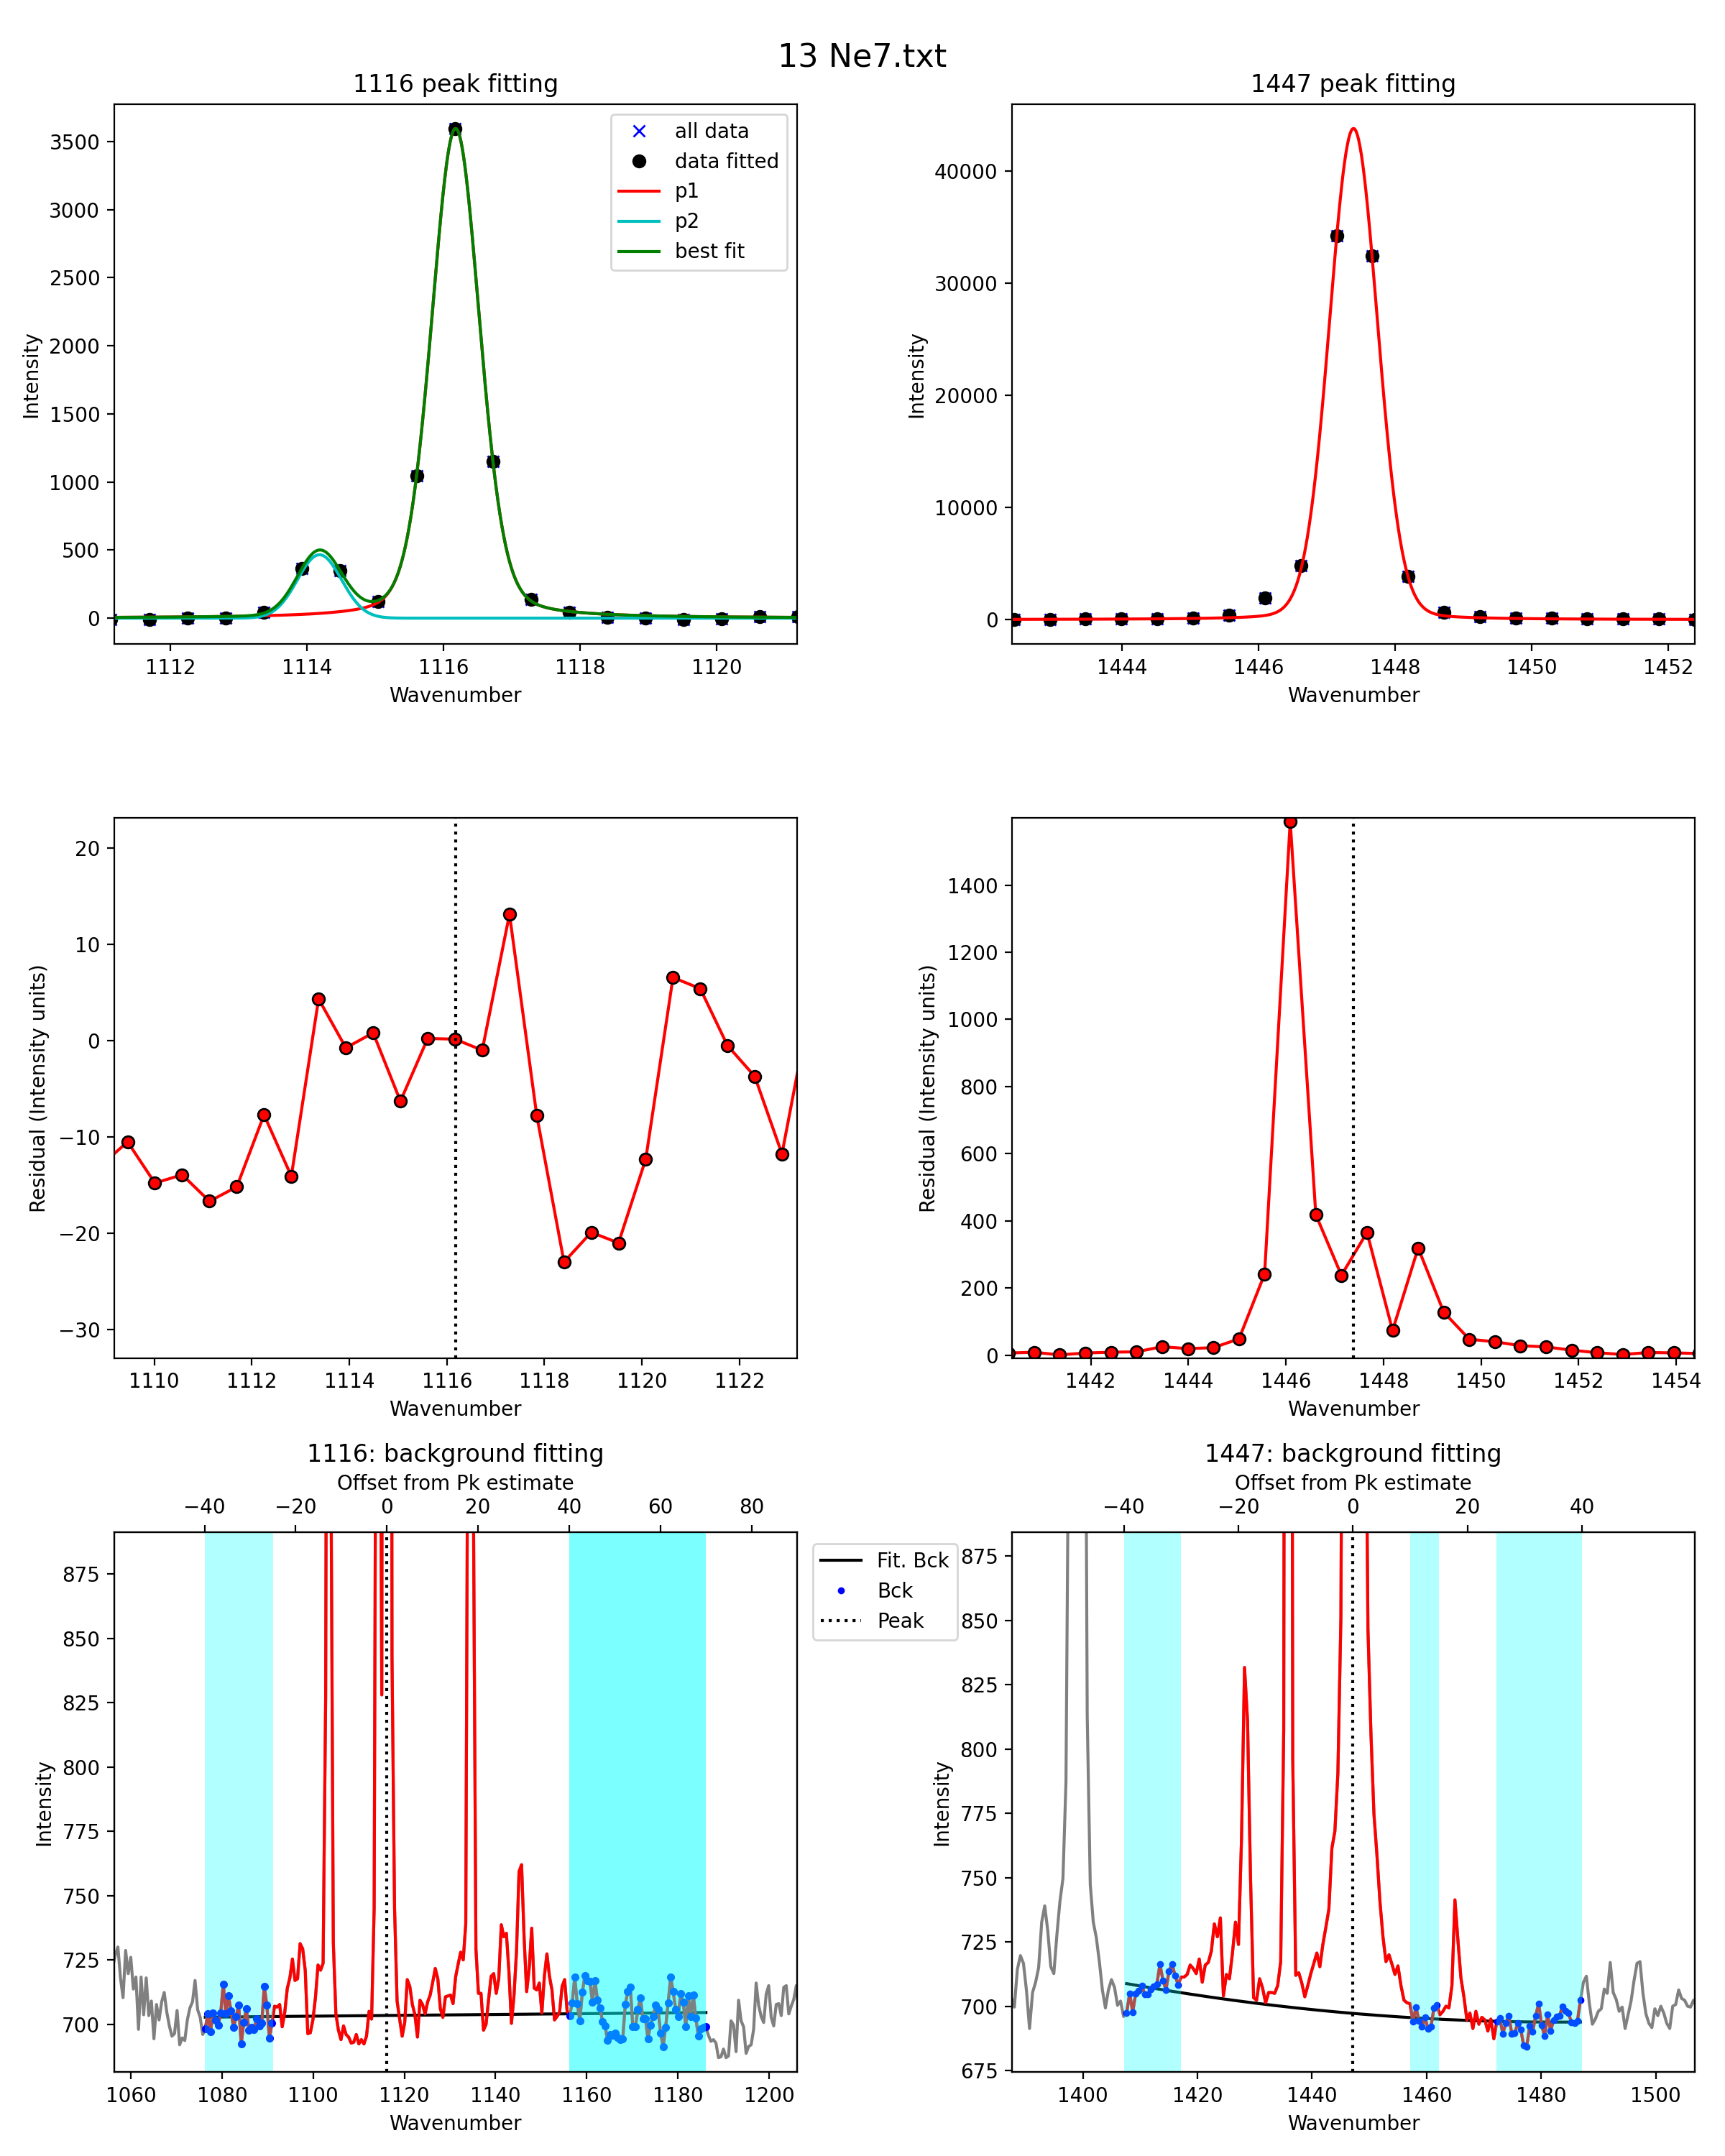 13 Ne7.txt
1116 peak fitting
3500
3000
2500
2000
1500
1000
500
0
Intensity
all data
data fitted
p1
p2
best fit
1112 1114 1116 1118 1120
Wavenumber
1447 peak fitting
40000
30000
20000
10000
0
Intensity
1444 1446 1448 1450 1452
Wavenumber
20
10
0
−10
−20
−30
Residual (Intensity units)
1110 1112 1114 1116 1118 1120 1122
Wavenumber
1400
1200
1000
800
600
400
200
0
Residual (Intensity units)
1442 1444 1446 1448 1450 1452 1454
Wavenumber
1116: background fitting
Offset from Pk estimate
−40 −20 0 20 40 60 80
875
850
825
800
775
750
725
700
Intensity
1060 1080 1100 1120 1140 1160 1180 1200
Wavenumber
Fit. Bck
Bck
Peak
1447: background fitting
Offset from Pk estimate
−40 −20 0 20 40
875
850
825
800
775
750
725
700
675
Intensity
1400 1420 1440 1460 1480 1500
Wavenumber